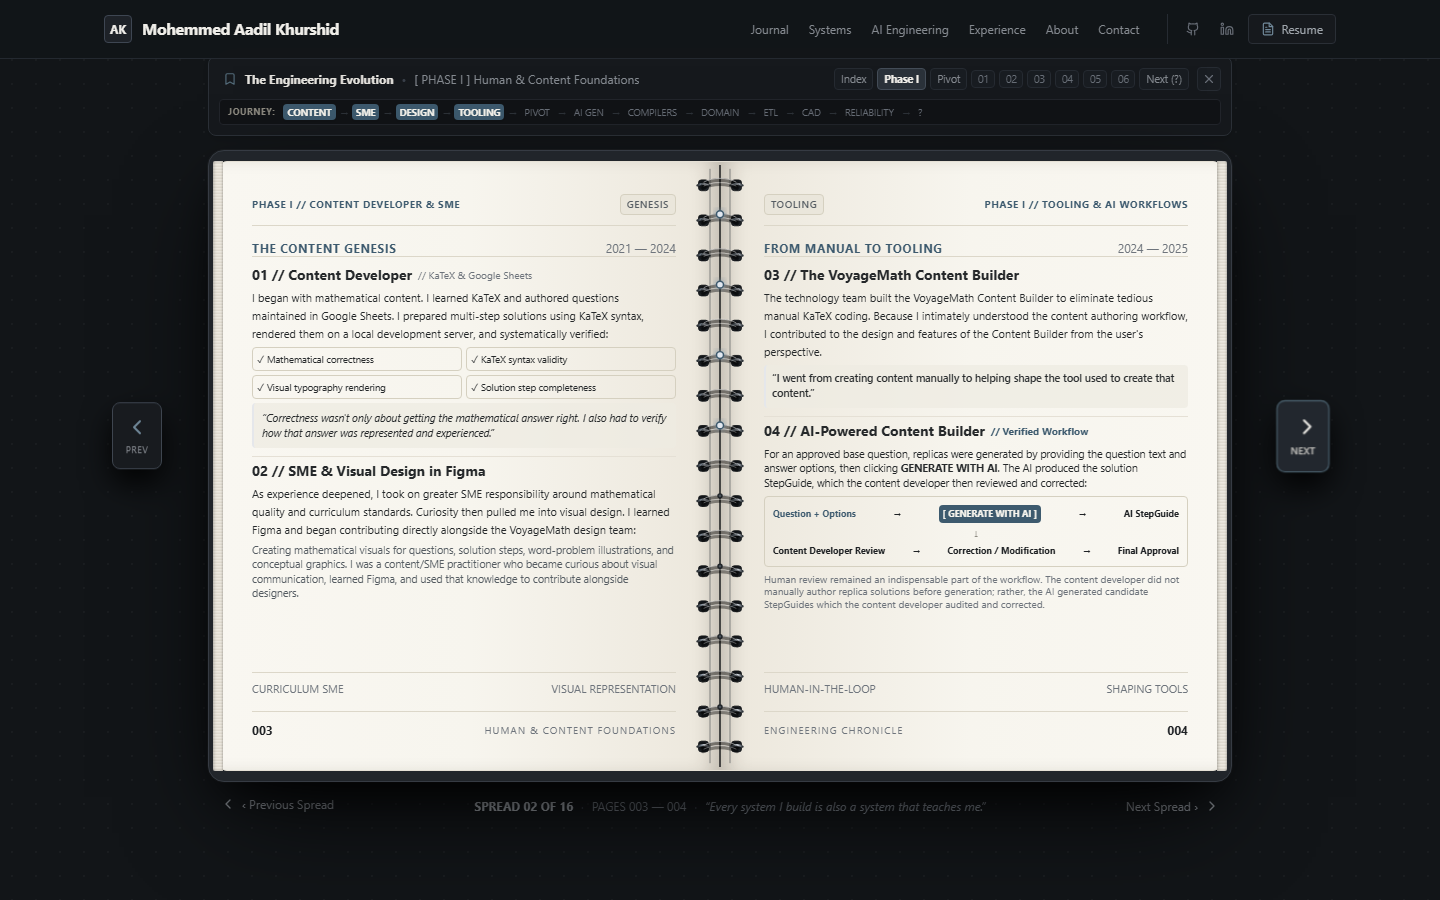 AK Mohemmed Aadil Khurshid
Journal Systems AI Engineering Experience About Contact Resume
The Engineering Evolution · [ PHASE I ] Human & Content Foundations
Index Phase I Pivot 01 02 03 04 05 06 Next (?) ✕
JOURNEY: CONTENT → SME → DESIGN → TOOLING → PIVOT → AI GEN → COMPILERS → DOMAIN → ETL → CAD → RELIABILITY → ?
PHASE I // CONTENT DEVELOPER & SME GENESIS
THE CONTENT GENESIS 2021 — 2024
01 // Content Developer // KaTeX & Google Sheets
I began with mathematical content. I learned KaTeX and authored questions
maintained in Google Sheets. I prepared multi-step solutions using KaTeX syntax,
rendered them on a local development server, and systematically verified:
✓ Mathematical correctness ✓ KaTeX syntax validity
✓ Visual typography rendering ✓ Solution step completeness
"Correctness wasn't only about getting the mathematical answer right. I also had to verify
how that answer was represented and experienced."
02 // SME & Visual Design in Figma
As experience deepened, I took on greater SME responsibility around mathematical
quality and curriculum standards. Curiosity then pulled me into visual design. I learned
Figma and began contributing directly alongside the VoyageMath design team:
Creating mathematical visuals for questions, solution steps, word-problem illustrations, and
conceptual graphics. I was a content/SME practitioner who became curious about visual
communication, learned Figma, and used that knowledge to contribute alongside
designers.
CURRICULUM SME VISUAL REPRESENTATION
003 HUMAN & CONTENT FOUNDATIONS
TOOLING PHASE I // TOOLING & AI WORKFLOWS
FROM MANUAL TO TOOLING 2024 — 2025
03 // The VoyageMath Content Builder
The technology team built the VoyageMath Content Builder to eliminate tedious
manual KaTeX coding. Because I intimately understood the content authoring workflow,
I contributed to the design and features of the Content Builder from the user's
perspective.
"I went from creating content manually to helping shape the tool used to create that
content."
04 // AI-Powered Content Builder // Verified Workflow
For an approved base question, replicas were generated by providing the question text and
answer options, then clicking GENERATE WITH AI. The AI produced the solution
StepGuide, which the content developer then reviewed and corrected:
Question + Options → [ GENERATE WITH AI ] → AI StepGuide
↓
Content Developer Review → Correction / Modification → Final Approval
Human review remained an indispensable part of the workflow. The content developer did not
manually author replica solutions before generation; rather, the AI generated candidate
StepGuides which the content developer audited and corrected.
HUMAN-IN-THE-LOOP SHAPING TOOLS
ENGINEERING CHRONICLE 004
PREV
NEXT
‹ Previous Spread SPREAD 02 OF 16 · PAGES 003 — 004 · "Every system I build is also a system that teaches me." Next Spread ›